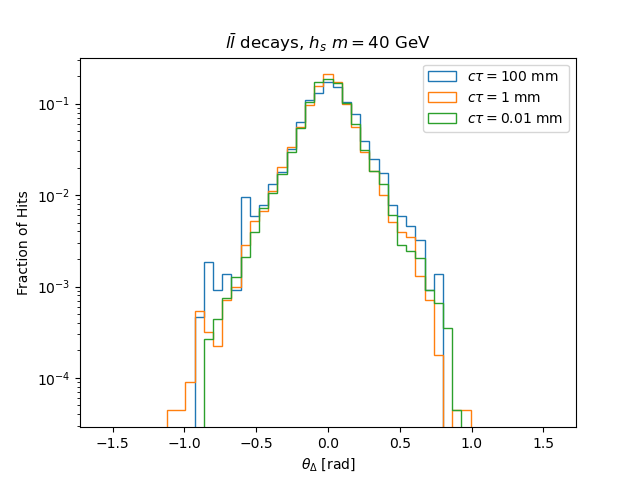 l̄l̄ decays, hₛ m = 40 GeV
cτ = 100 mm
cτ = 1 mm
cτ = 0.01 mm
Fraction of Hits
10⁻¹
10⁻²
10⁻³
10⁻⁴
−1.5 −1.0 −0.5 0.0 0.5 1.0 1.5
θ_Δ [rad]